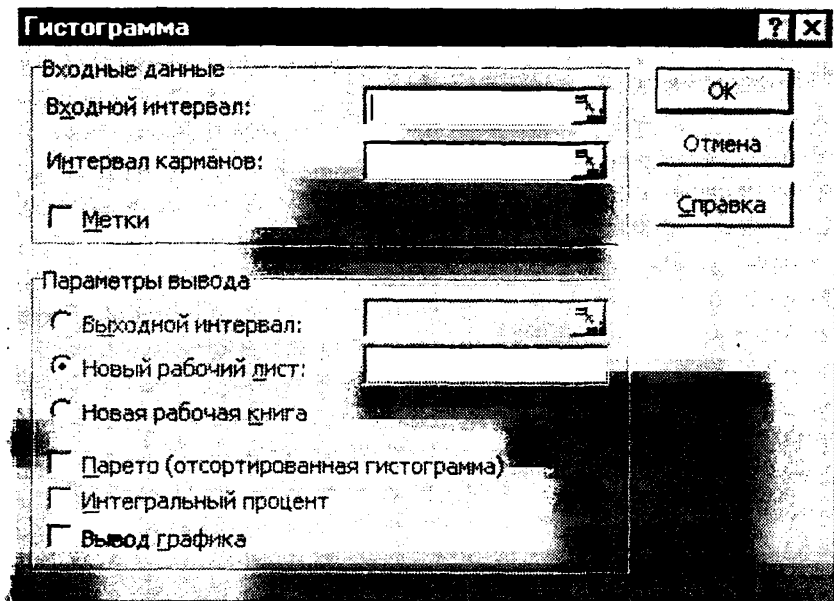 Гистограмма
Входные данные
Входной интервал:
Интервал карманов:
Метки
OK
Отмена
Справка
Параметры вывода
Выходной интервал:
Новый рабочий лист:
Новая рабочая книга
Парето (отсортированная гистограмма)
Интегральный процент
Вывод графика